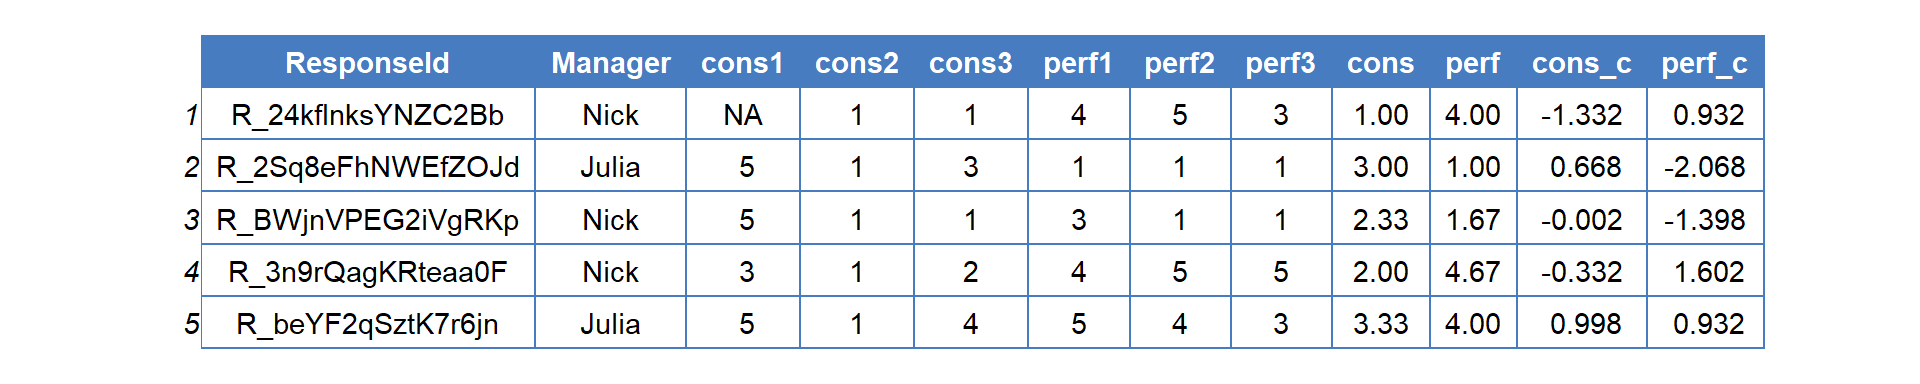 ResponseId Manager cons1 cons2 cons3 perf1 perf2 perf3 cons perf cons_c perf_c
1 R_24kflnksYNZC2Bb Nick NA 1 1 4 5 3 1.00 4.00 -1.332 0.932
2 R_2Sq8eFhNWEfZOJd Julia 5 1 3 1 1 1 3.00 1.00 0.668 -2.068
3 R_BWjnVPEG2iVgRKp Nick 5 1 1 3 1 1 2.33 1.67 -0.002 -1.398
4 R_3n9rQagKRteaa0F Nick 3 1 2 4 5 5 2.00 4.67 -0.332 1.602
5 R_beYF2qSztK7r6jn Julia 5 1 4 5 4 3 3.33 4.00 0.998 0.932